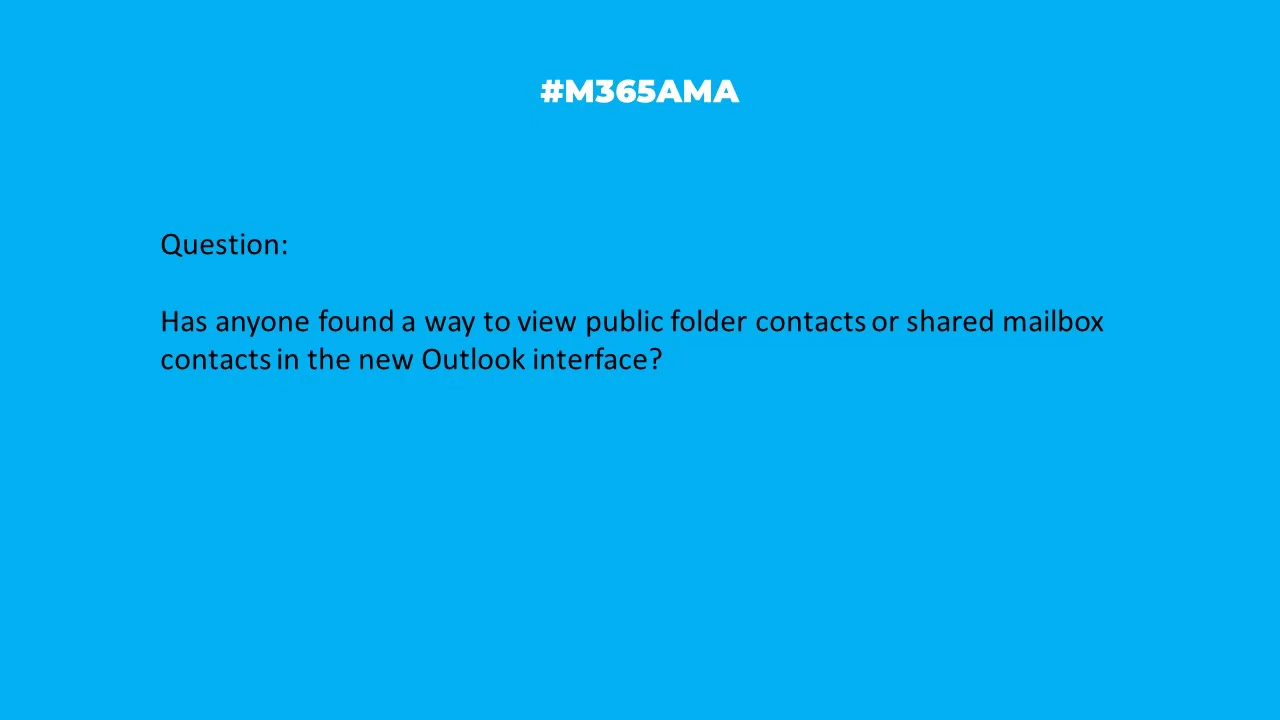 #M365AMA
Question:
Has anyone found a way to view public folder contacts or shared mailbox
contacts in the new Outlook interface?